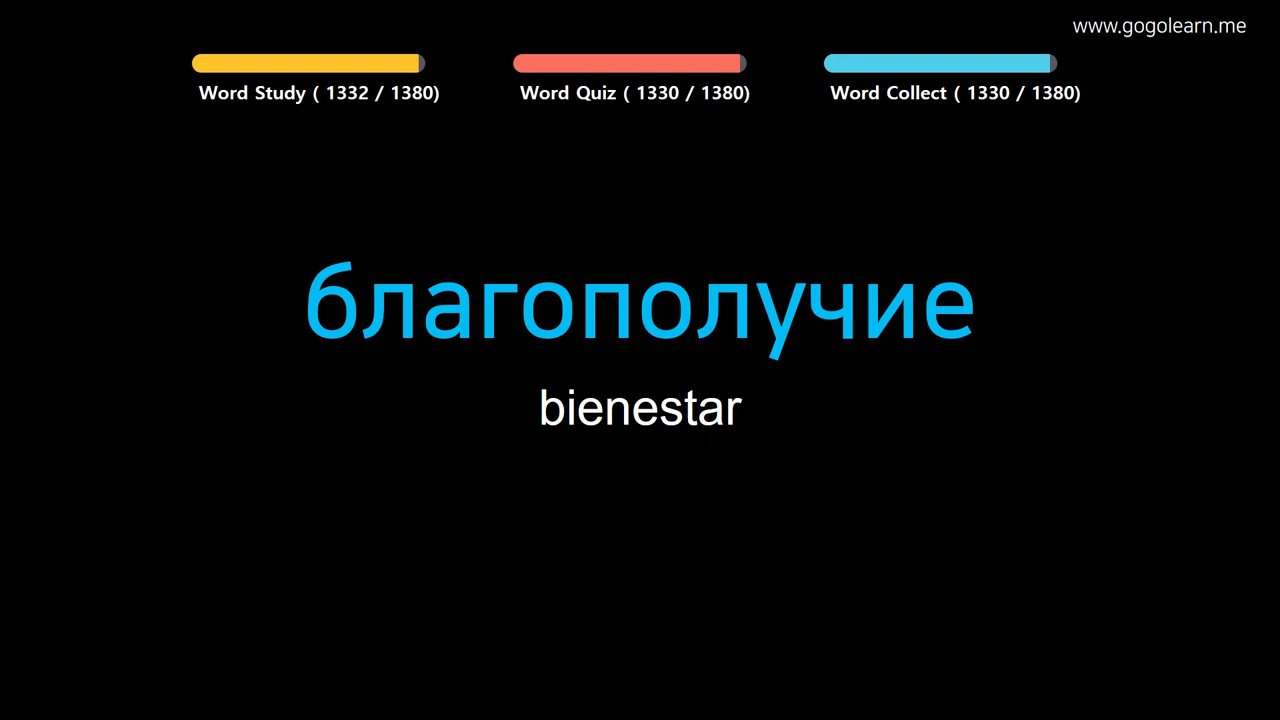 www.gogolearn.me
Word Study ( 1332 / 1380)
Word Quiz ( 1330 / 1380)
Word Collect ( 1330 / 1380)
благополучие
bienestar